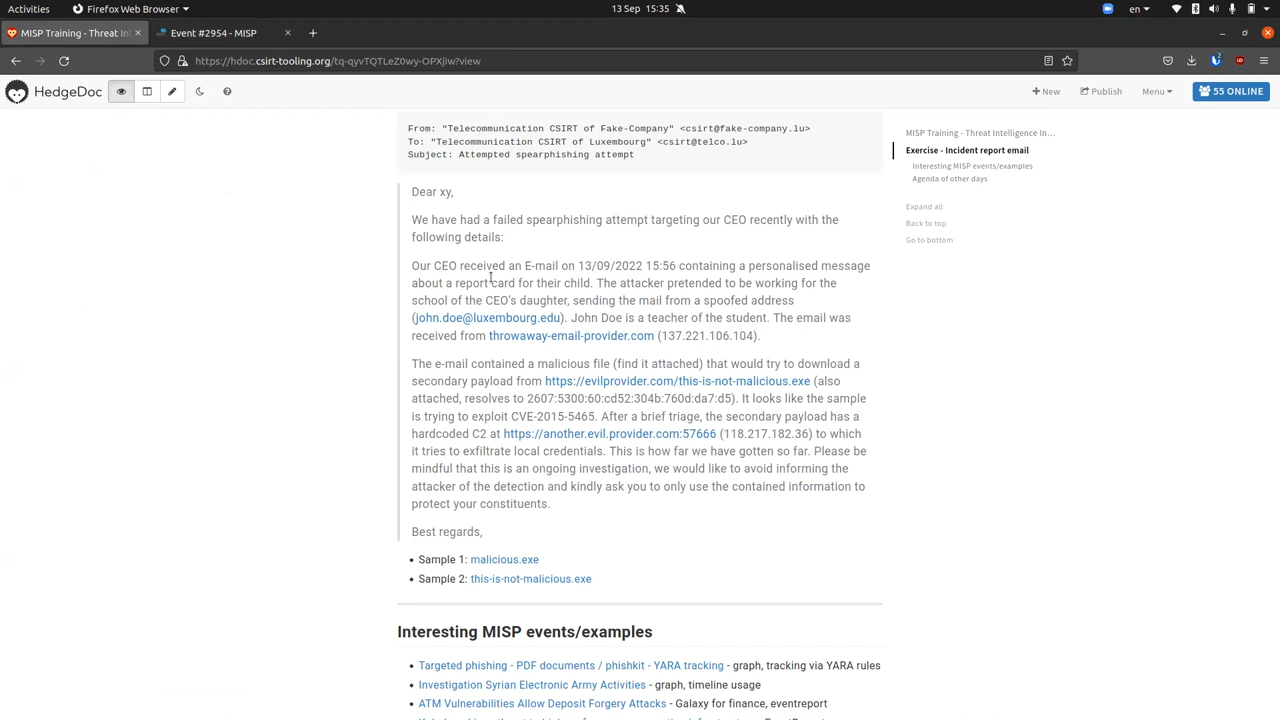 Activities
Firefox Web Browser
13 Sep 15:35
en
MISP Training - Threat In
Event #2954 - MISP
https://hdoc.csirt-tooling.org/tq-qyvTQTLeZ0wy-OPXjiw?view
HedgeDoc
New
Publish
Menu
55 ONLINE
From: "Telecommunication CSIRT of Fake-Company" <csirt@fake-company.lu>
To: "Telecommunication CSIRT of Luxembourg" <csirt@telco.lu>
Subject: Attempted spearphishing attempt
Dear xy,
We have had a failed spearphishing attempt targeting our CEO recently with the
following details:
Our CEO received an E-mail on 13/09/2022 15:56 containing a personalised message
about a report card for their child. The attacker pretended to be working for the
school of the CEO's daughter, sending the mail from a spoofed address
(john.doe@luxembourg.edu). John Doe is a teacher of the student. The email was
received from throwaway-email-provider.com (137.221.106.104).
The e-mail contained a malicious file (find it attached) that would try to download a
secondary payload from https://evilprovider.com/this-is-not-malicious.exe (also
attached, resolves to 2607:5300:60:cd52:304b:760d:da7:d5). It looks like the sample
is trying to exploit CVE-2015-5465. After a brief triage, the secondary payload has a
hardcoded C2 at https://another.evil.provider.com:57666 (118.217.182.36) to which
it tries to exfiltrate local credentials. This is how far we have gotten so far. Please be
mindful that this is an ongoing investigation, we would like to avoid informing the
attacker of the detection and kindly ask you to only use the contained information to
protect your constituents.
Best regards,
Sample 1: malicious.exe
Sample 2: this-is-not-malicious.exe
Interesting MISP events/examples
Targeted phishing - PDF documents / phishkit - YARA tracking - graph, tracking via YARA rules
Investigation Syrian Electronic Army Activities - graph, timeline usage
ATM Vulnerabilities Allow Deposit Forgery Attacks - Galaxy for finance, eventreport
MISP Training - Threat Intelligence In...
Exercise - Incident report email
Interesting MISP events/examples
Agenda of other days
Expand all
Back to top
Go to bottom